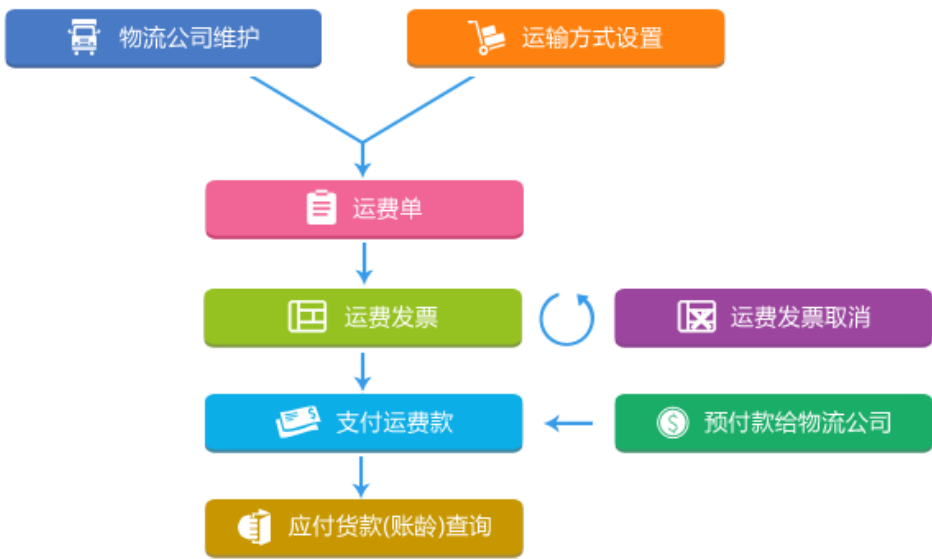 物流公司维护
运输方式设置
运费单
运费发票
运费发票取消
支付运费款
预付款给物流公司
应付货款(账龄)查询